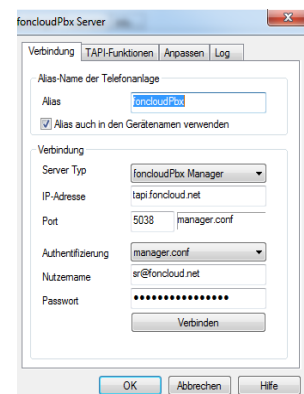 foncloudPbx Server
Verbindung TAPI-Funktionen Anpassen Log
Alias-Name der Telefonanlage
Alias foncloudPbx
Alias auch in den Gerätenamen verwenden
Verbindung
Server Typ foncloudPbx Manager
IP-Adresse tapi.foncloud.net
Port 5038 manager.conf
Authentifizierung manager.conf
Nutzername sr@foncloud.net
Passwort
Verbinden
OK Abbrechen Hilfe